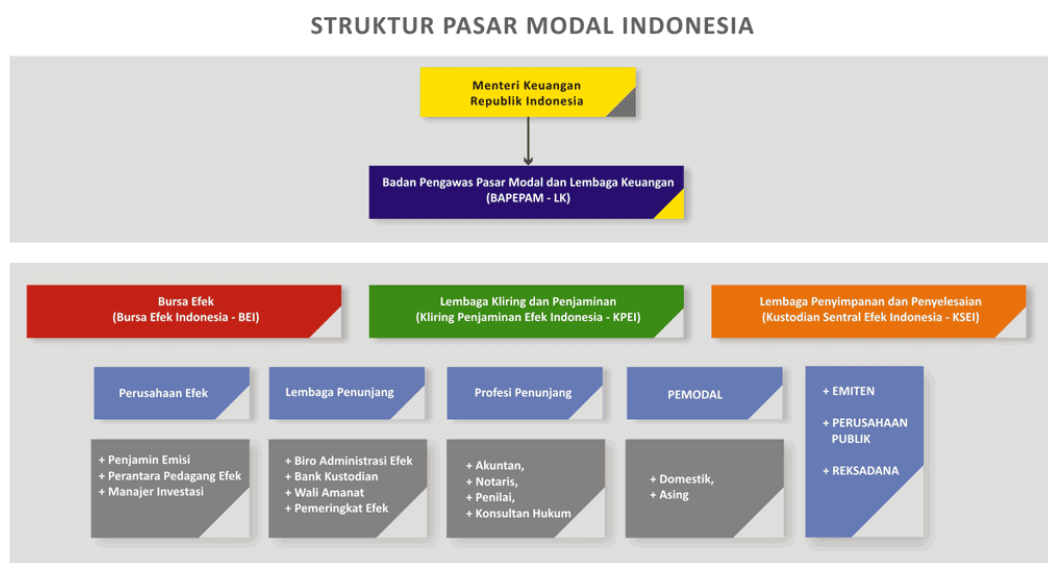 STRUKTUR PASAR MODAL INDONESIA
Menteri Keuangan
Republik Indonesia
Badan Pengawas Pasar Modal dan Lembaga Keuangan
(BAPEPAM - LK)
Bursa Efek
(Bursa Efek Indonesia - BEI)
Lembaga Kliring dan Penjaminan
(Kliring Penjaminan Efek Indonesia - KPEI)
Lembaga Penyimpanan dan Penyelesaian
(Kustodian Sentral Efek Indonesia - KSEI)
Perusahaan Efek
+ Penjamin Emisi
+ Perantara Pedagang Efek
+ Manajer Investasi
Lembaga Penunjang
+ Biro Administrasi Efek
+ Bank Kustodian
+ Wali Amanat
+ Pemeringkat Efek
Profesi Penunjang
+ Akuntan,
+ Notaris,
+ Penilai,
+ Konsultan Hukum
PEMODAL
+ Domestik,
+ Asing
+ EMITEN
+ PERUSAHAAN
PUBLIK
+ REKSADANA